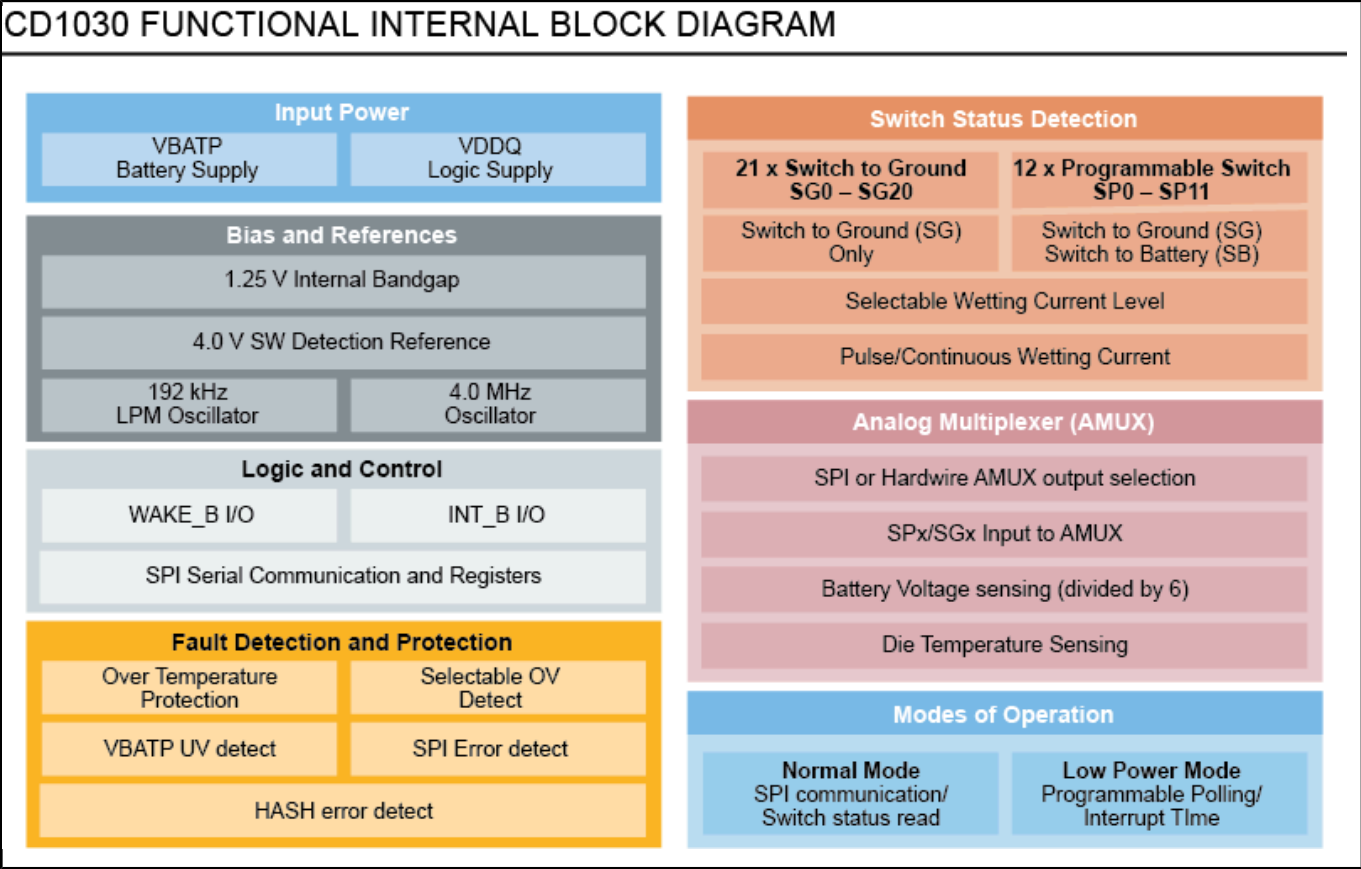 CD1030 FUNCTIONAL INTERNAL BLOCK DIAGRAM
Input Power
VBATP
Battery Supply
VDDQ
Logic Supply
Bias and References
1.25 V Internal Bandgap
4.0 V SW Detection Reference
192 kHz
LPM Oscillator
4.0 MHz
Oscillator
Logic and Control
WAKE_B I/O
INT_B I/O
SPI Serial Communication and Registers
Fault Detection and Protection
Over Temperature
Protection
Selectable OV
Detect
VBATP UV detect
SPI Error detect
HASH error detect
Switch Status Detection
21 x Switch to Ground
SG0 – SG20
12 x Programmable Switch
SP0 – SP11
Switch to Ground (SG)
Only
Switch to Ground (SG)
Switch to Battery (SB)
Selectable Wetting Current Level
Pulse/Continuous Wetting Current
Analog Multiplexer (AMUX)
SPI or Hardwire AMUX output selection
SPx/SGx Input to AMUX
Battery Voltage sensing (divided by 6)
Die Temperature Sensing
Modes of Operation
Normal Mode
SPI communication/
Switch status read
Low Power Mode
Programmable Polling/
Interrupt TIme